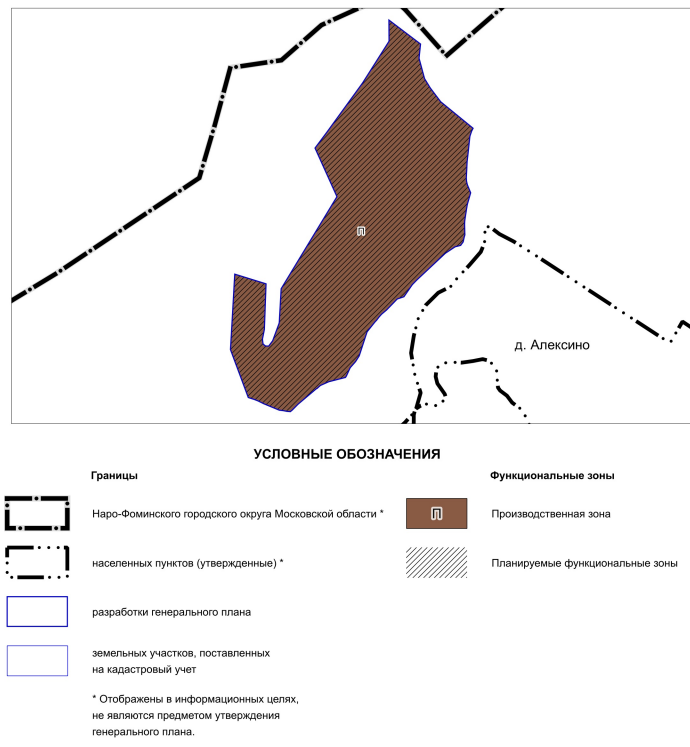 П
д. Алексино
УСЛОВНЫЕ ОБОЗНАЧЕНИЯ
Границы
Наро-Фоминского городского округа Московской области *
населенных пунктов (утвержденные) *
разработки генерального плана
земельных участков, поставленных
на кадастровый учет
* Отображены в информационных целях,
не являются предметом утверждения
генерального плана.
Функциональные зоны
П
Производственная зона
Планируемые функциональные зоны